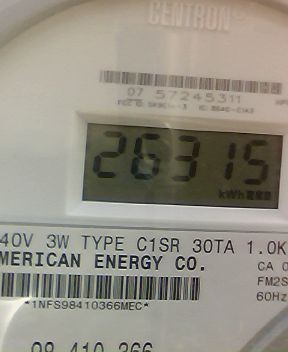 CENTRON
07 57245311
26315
kWh
40V 3W TYPE C1SR 30TA 1.0K
MERICAN ENERGY CO.
CA 0
FM2S
60Hz
*1NFS98410366MEC*
98 410 366